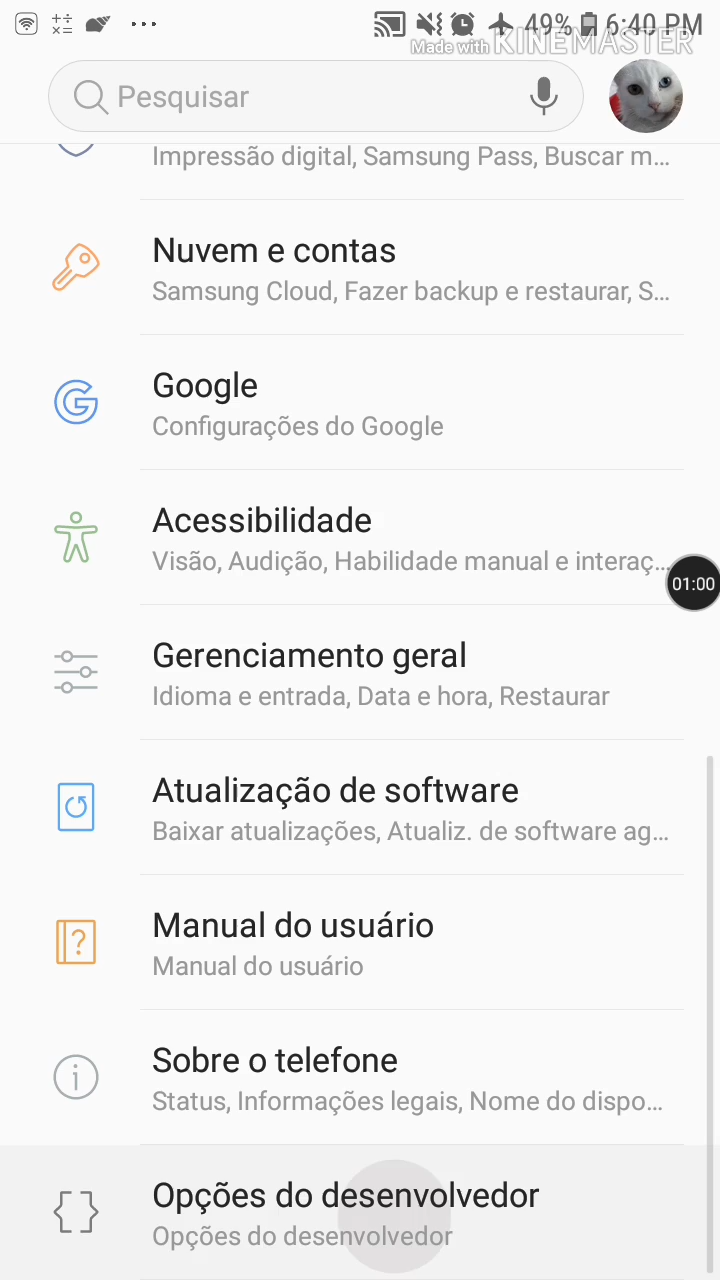 49% 6:40 PM
Made with KINEMASTER
Pesquisar
Impressão digital, Samsung Pass, Buscar m...
Nuvem e contas
Samsung Cloud, Fazer backup e restaurar, S...
Google
Configurações do Google
Acessibilidade
Visão, Audição, Habilidade manual e interaç...
01:00
Gerenciamento geral
Idioma e entrada, Data e hora, Restaurar
Atualização de software
Baixar atualizações, Atualiz. de software ag...
Manual do usuário
Manual do usuário
Sobre o telefone
Status, Informações legais, Nome do dispo...
Opções do desenvolvedor
Opções do desenvolvedor